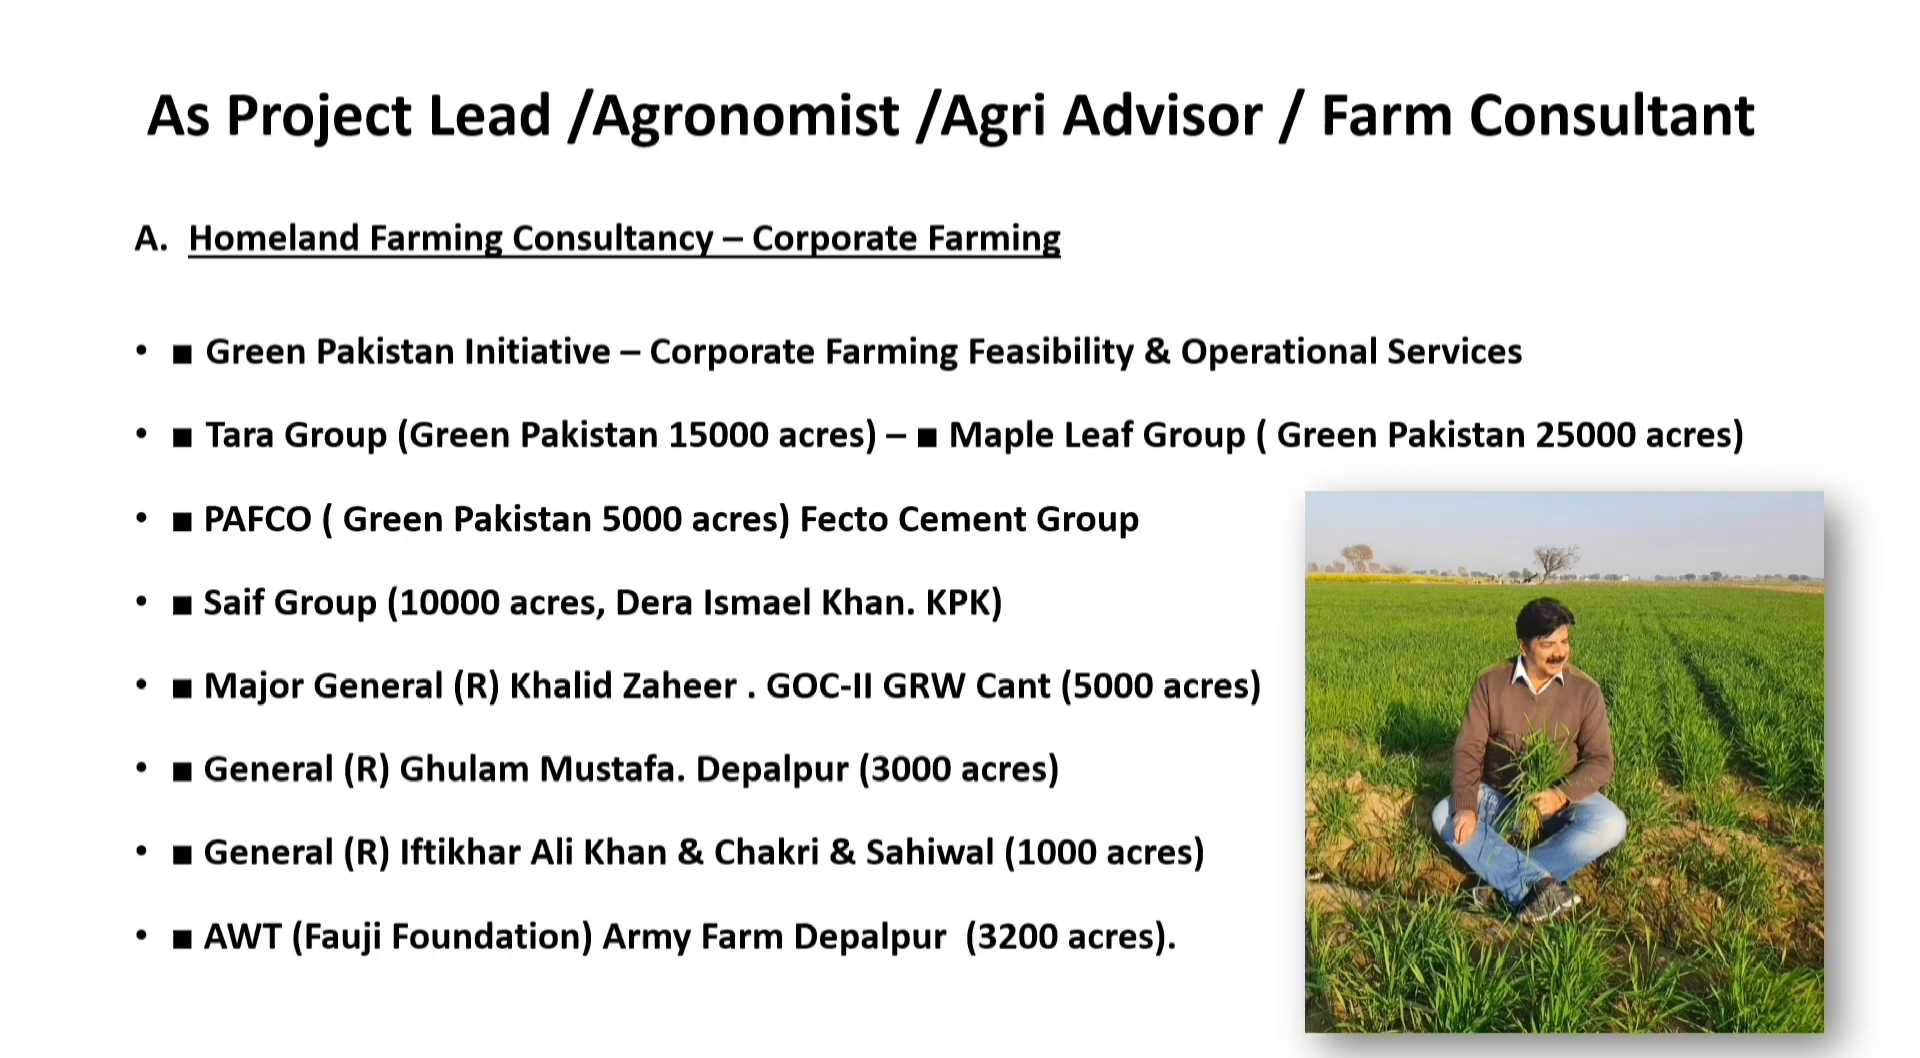 As Project Lead /Agronomist /Agri Advisor / Farm Consultant
A. Homeland Farming Consultancy – Corporate Farming
• ■ Green Pakistan Initiative – Corporate Farming Feasibility & Operational Services
• ■ Tara Group (Green Pakistan 15000 acres) – ■ Maple Leaf Group ( Green Pakistan 25000 acres)
• ■ PAFCO ( Green Pakistan 5000 acres) Fecto Cement Group
• ■ Saif Group (10000 acres, Dera Ismael Khan. KPK)
• ■ Major General (R) Khalid Zaheer . GOC-II GRW Cant (5000 acres)
• ■ General (R) Ghulam Mustafa. Depalpur (3000 acres)
• ■ General (R) Iftikhar Ali Khan & Chakri & Sahiwal (1000 acres)
• ■ AWT (Fauji Foundation) Army Farm Depalpur  (3200 acres).